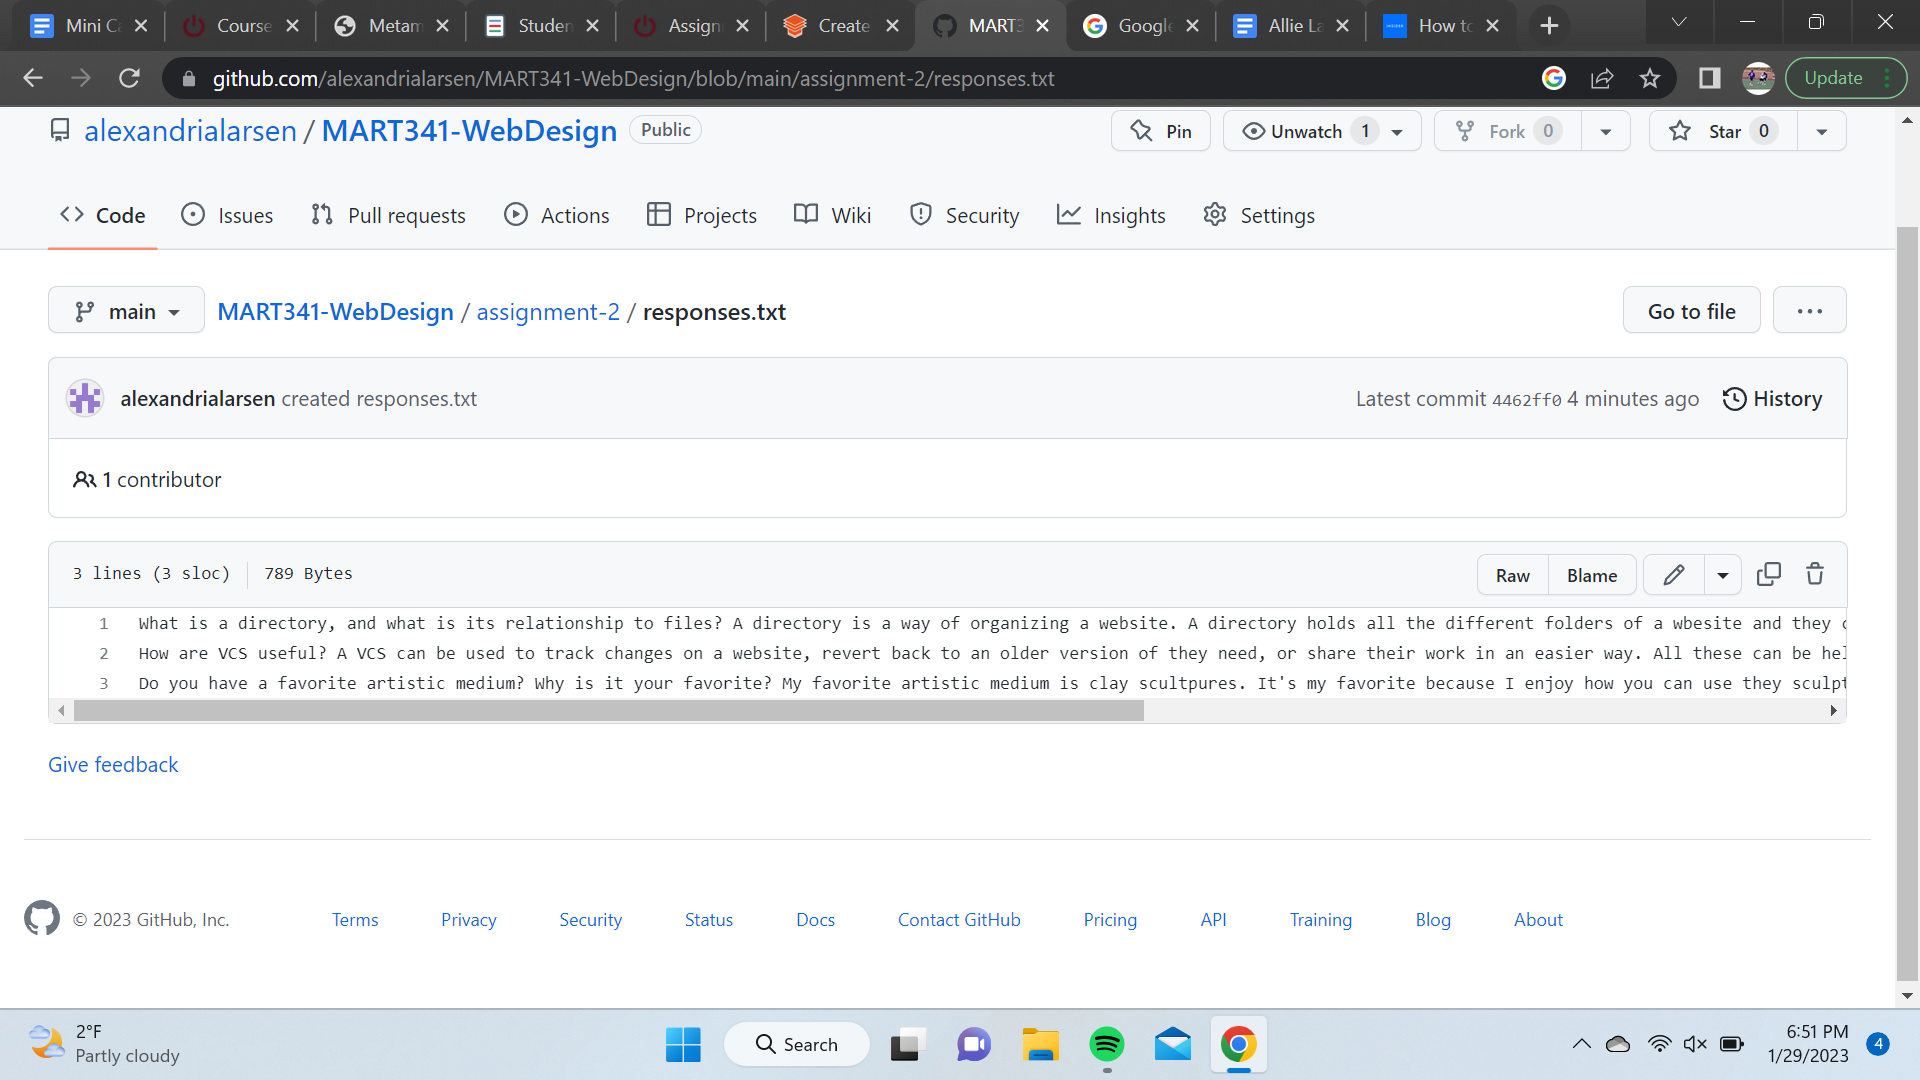 Mini Ca Course Metam Studen Assign Create MART3 Google Allie La How to
github.com/alexandrialarsen/MART341-WebDesign/blob/main/assignment-2/responses.txt Update
alexandrialarsen / MART341-WebDesign Public Pin Unwatch 1 Fork 0 Star 0
Code Issues Pull requests Actions Projects Wiki Security Insights Settings
main MART341-WebDesign / assignment-2 / responses.txt Go to file
alexandrialarsen created responses.txt Latest commit 4462ff0 4 minutes ago History
1 contributor
3 lines (3 sloc) 789 Bytes Raw Blame
1 What is a directory, and what is its relationship to files? A directory is a way of organizing a website. A directory holds all the different folders of a wbesite and they c
2 How are VCS useful? A VCS can be used to track changes on a website, revert back to an older version of they need, or share their work in an easier way. All these can be hel
3 Do you have a favorite artistic medium? Why is it your favorite? My favorite artistic medium is clay scultpures. It's my favorite because I enjoy how you can use they sculpt
Give feedback
© 2023 GitHub, Inc. Terms Privacy Security Status Docs Contact GitHub Pricing API Training Blog About
2°F
Partly cloudy
Search
6:51 PM
1/29/2023
4